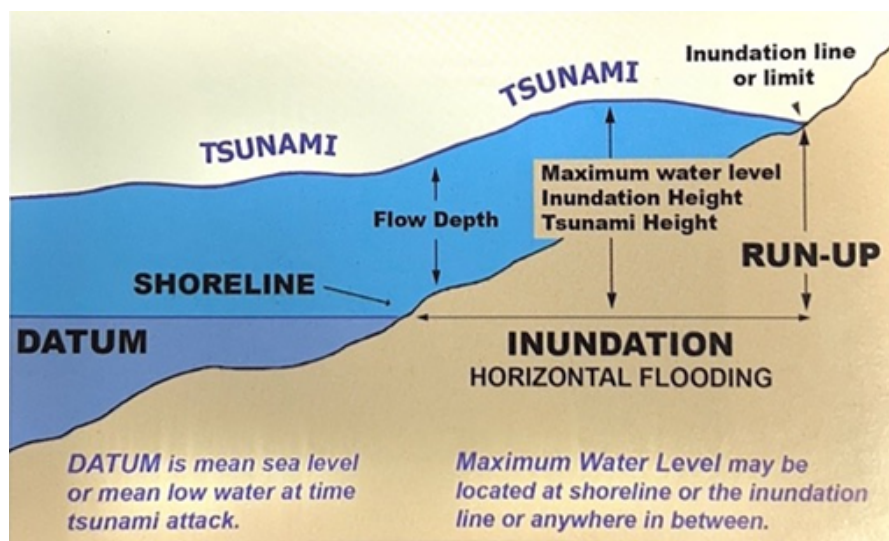 TSUNAMI
TSUNAMI
Inundation line
or limit
Maximum water level
Inundation Height
Tsunami Height
Flow Depth
RUN-UP
SHORELINE
DATUM
INUNDATION
HORIZONTAL FLOODING
DATUM is mean sea level
or mean low water at time
tsunami attack.
Maximum Water Level may be
located at shoreline or the inundation
line or anywhere in between.